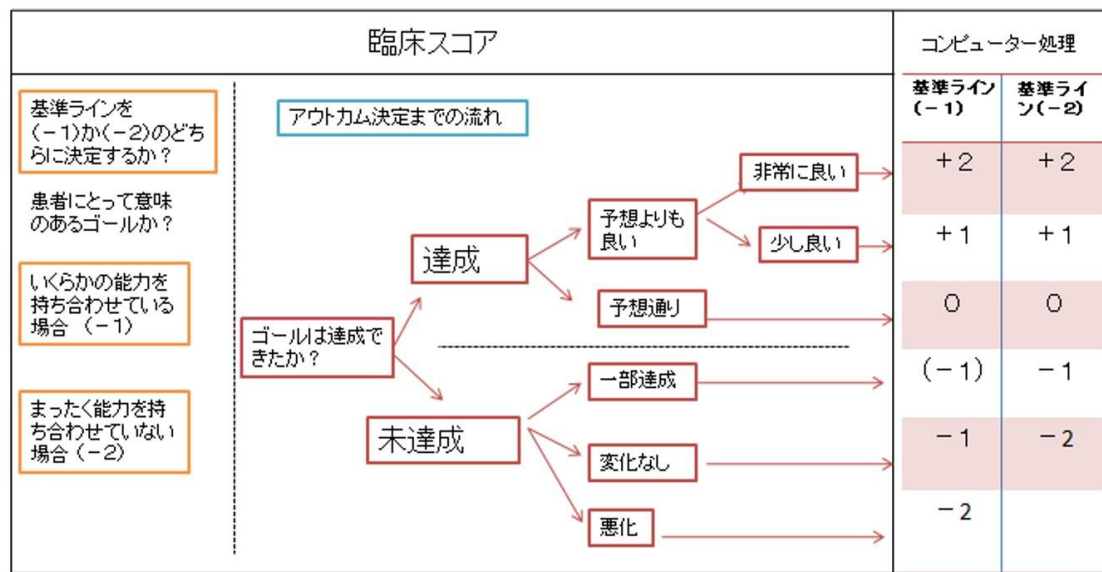 臨床スコア
コンピューター処理
基準ラインを
(-1)か(-2)のどち
らに決定するか?
患者にとって意味
のあるゴールか?
いくらかの能力を
持ち合わせている
場合 (-1)
まったく能力を持
ち合わせていない
場合(-2)
アウトカム決定までの流れ
ゴールは達成で
きたか?
達成
未達成
予想よりも
良い
予想通り
非常に良い
少し良い
一部達成
変化なし
悪化
基準ライン
(-1)
基準ライ
ン(-2)
+2 +2
+1 +1
0 0
(-1) -1
-1 -2
-2